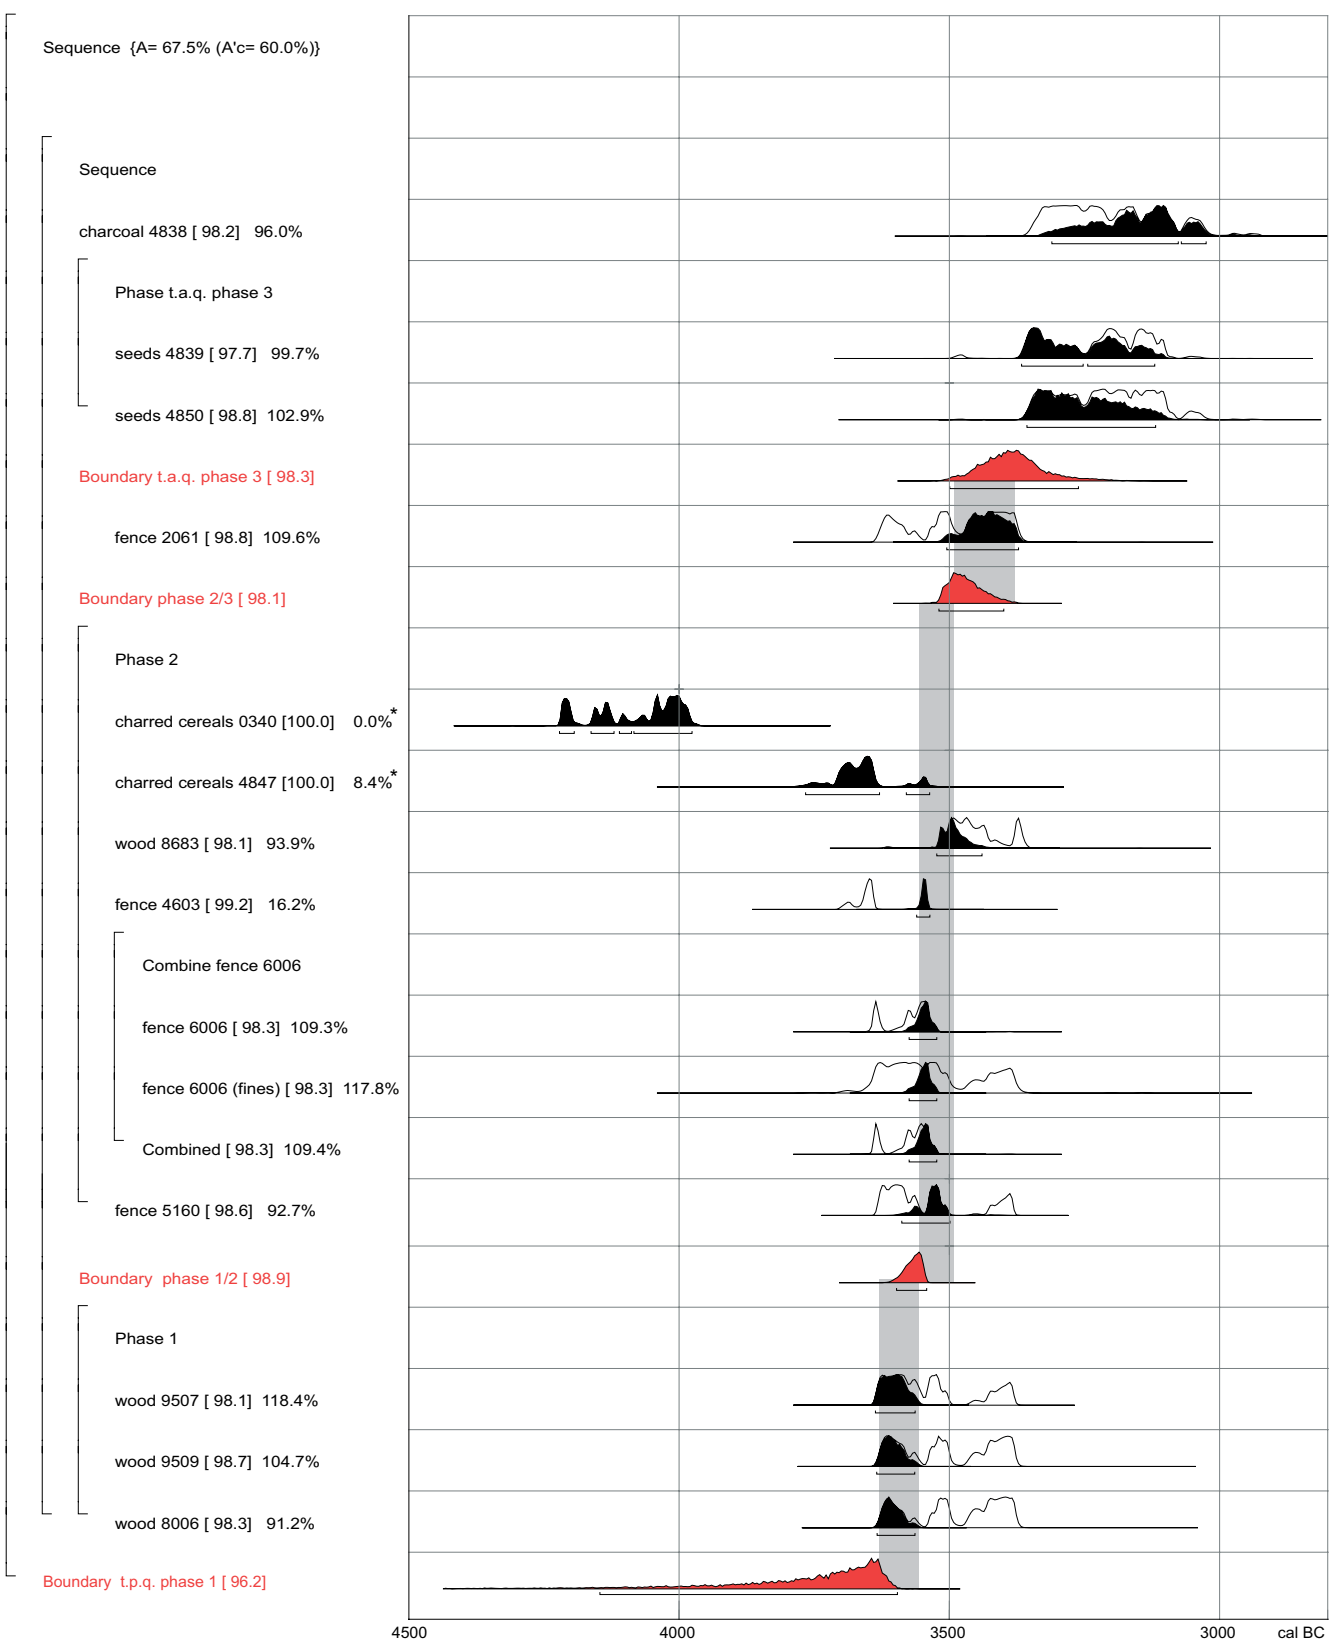 Sequence {A= 67.5% (A'c= 60.0%)}
Sequence
charcoal 4838 [ 98.2] 96.0%
Phase t.a.q. phase 3
seeds 4839 [ 97.7] 99.7%
seeds 4850 [ 98.8] 102.9%
Boundary t.a.q. phase 3 [ 98.3]
fence 2061 [ 98.8] 109.6%
Boundary phase 2/3 [ 98.1]
Phase 2
charred cereals 0340 [100.0] 0.0%*
charred cereals 4847 [100.0] 8.4%*
wood 8683 [ 98.1] 93.9%
fence 4603 [ 99.2] 16.2%
Combine fence 6006
fence 6006 [ 98.3] 109.3%
fence 6006 (fines) [ 98.3] 117.8%
Combined [ 98.3] 109.4%
fence 5160 [ 98.6] 92.7%
Boundary phase 1/2 [ 98.9]
Phase 1
wood 9507 [ 98.1] 118.4%
wood 9509 [ 98.7] 104.7%
wood 8006 [ 98.3] 91.2%
Boundary t.p.q. phase 1 [ 96.2]
4500 4000 3500 3000 cal BC